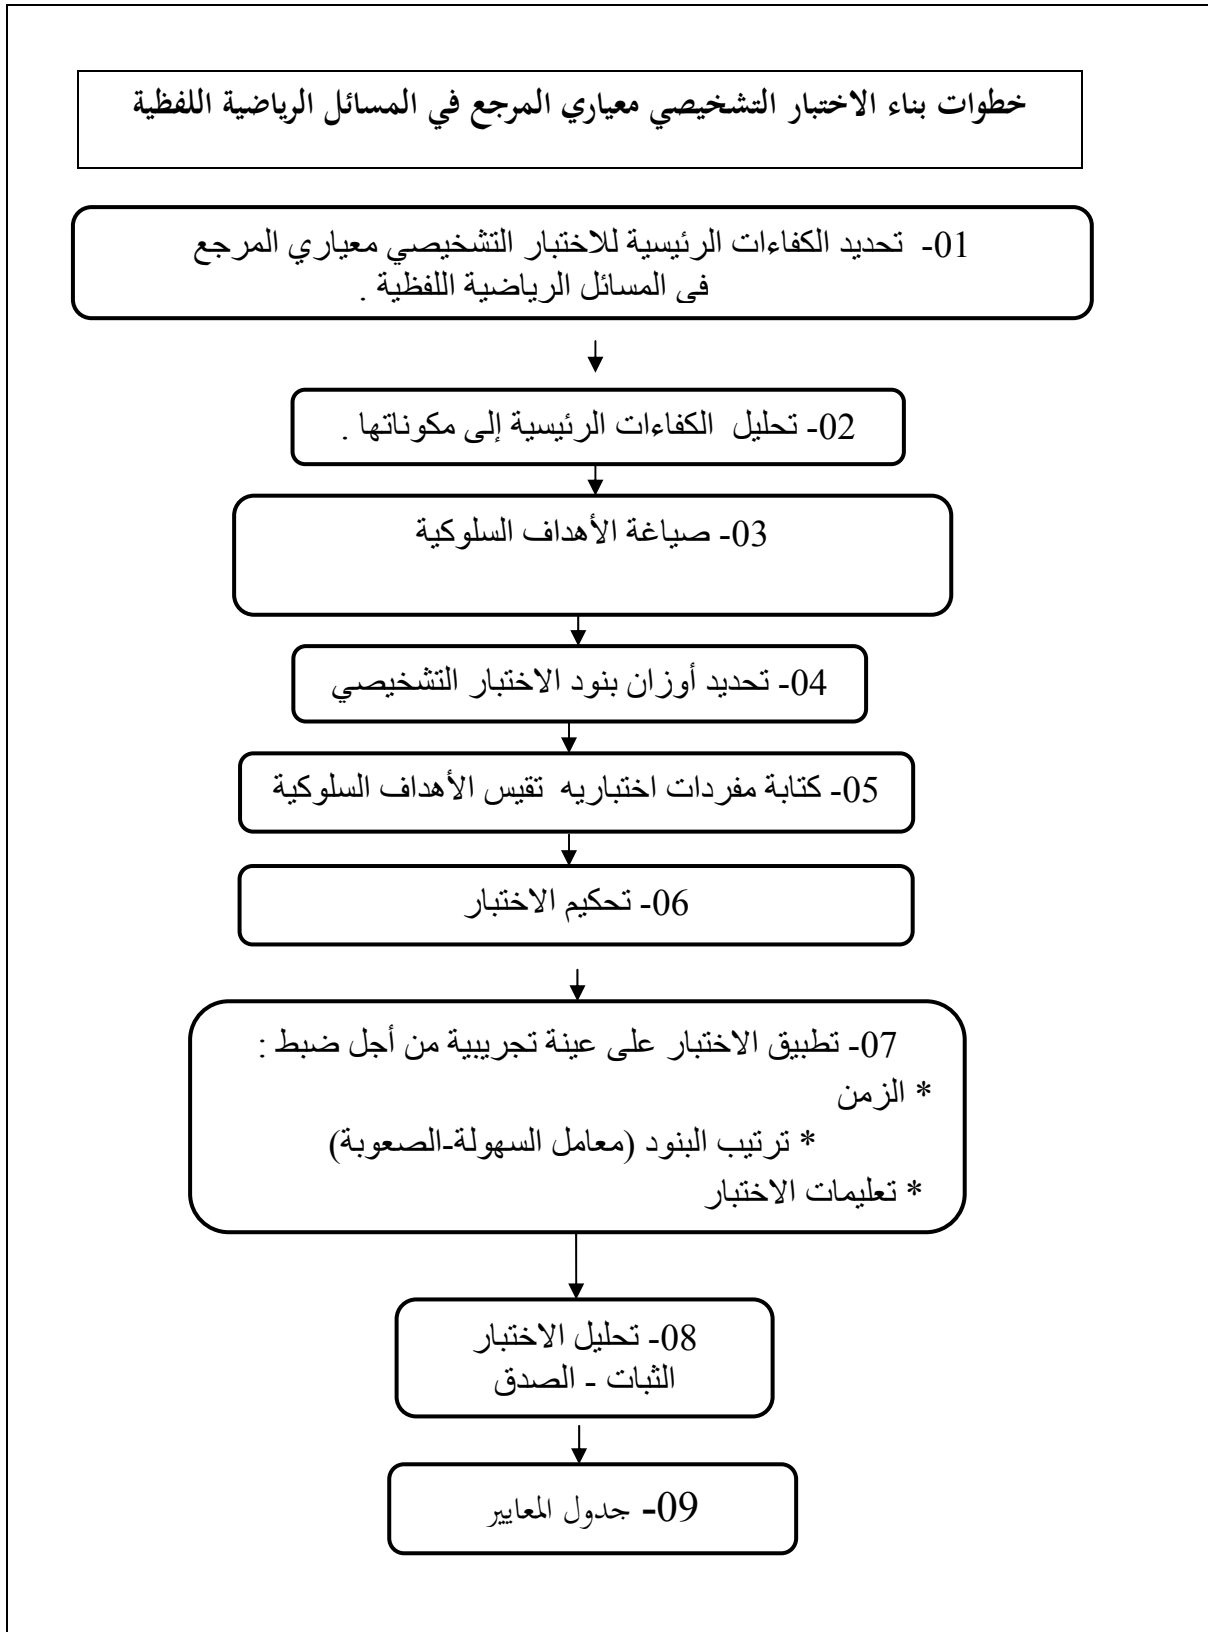 خطوات بناء الاختبار التشخيصي معياري المرجع في المسائل الرياضية اللفظية
01- تحديد الكفاءات الرئيسية للاختبار التشخيصي معياري المرجع
في المسائل الرياضية اللفظية .
02- تحليل الكفاءات الرئيسية إلى مكوناتها .
03- صياغة الأهداف السلوكية
04- تحديد أوزان بنود الاختبار التشخيصي
05- كتابة مفردات اختباريه تقيس الأهداف السلوكية
06- تحكيم الاختبار
07- تطبيق الاختبار على عينة تجريبية من أجل ضبط :
* الزمن
* ترتيب البنود (معامل السهولة-الصعوبة)
* تعليمات الاختبار
08- تحليل الاختبار
الثبات - الصدق
09- جدول المعايير